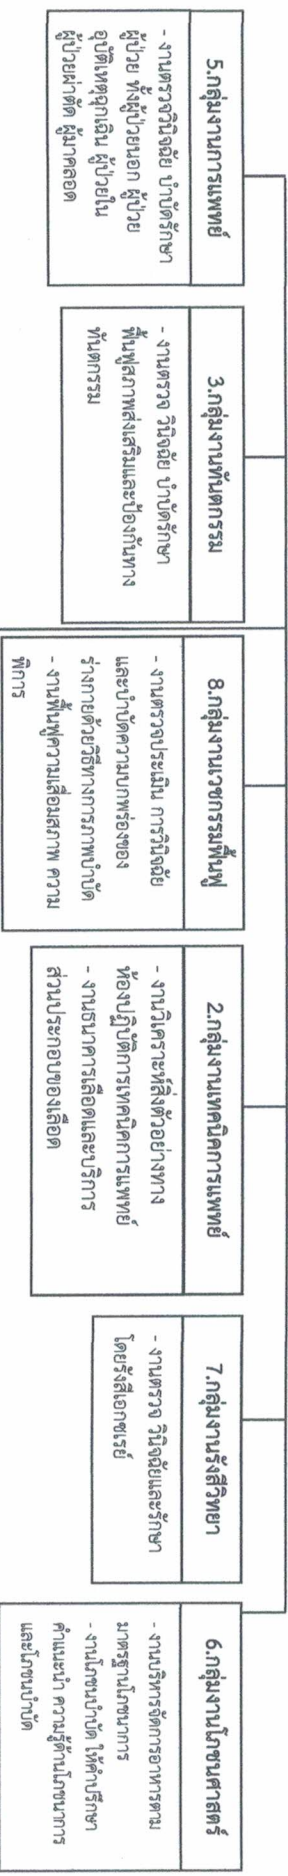 5.กลุ่มงานการแพทย์
- งานตรวจวินิจฉัย บำบัดรักษา
ผู้ป่วย ทั้งผู้ป่วยนอก ผู้ป่วย
อุบัติเหตุฉุกเฉิน ผู้ป่วยใน
ผู้ป่วยผ่าตัด ผู้มาคลอด
3.กลุ่มงานทันตกรรม
- งานตรวจ วินิจฉัย บำบัดรักษา
ฟื้นฟูสภาพส่งเสริมและป้องกันทาง
ทันตกรรม
8.กลุ่มงานเวชกรรมฟื้นฟู
- งานตรวจประเมิน การวินิจฉัย
และบำบัดความบกพร่องของ
ร่างกายด้วยวิธีทางการภาพบำบัด
- งานฟื้นฟูความเสื่อมสภาพ ความ
พิการ
2.กลุ่มงานเทคนิคการแพทย์
- งานวิเคราะห์สิ่งตัวอย่างทาง
ห้องปฏิบัติการเทคนิคการแพทย์
- งานธนาคารเลือดและบริการ
ส่วนประกอบของเลือด
7.กลุ่มงานรังสีวิทยา
- งานตรวจ วินิจฉัยและรักษา
โดยรังสีเอกซเรย์
6.กลุ่มงานโภชนศาสตร์
- งานบริหารจัดการอาหารตาม
มาตรฐานโภชนาการ
- งานโภชนบำบัด ให้คำปรึกษา
คำแนะนำ ความรู้ด้านโภชนาการ
และโภชนบำบัด